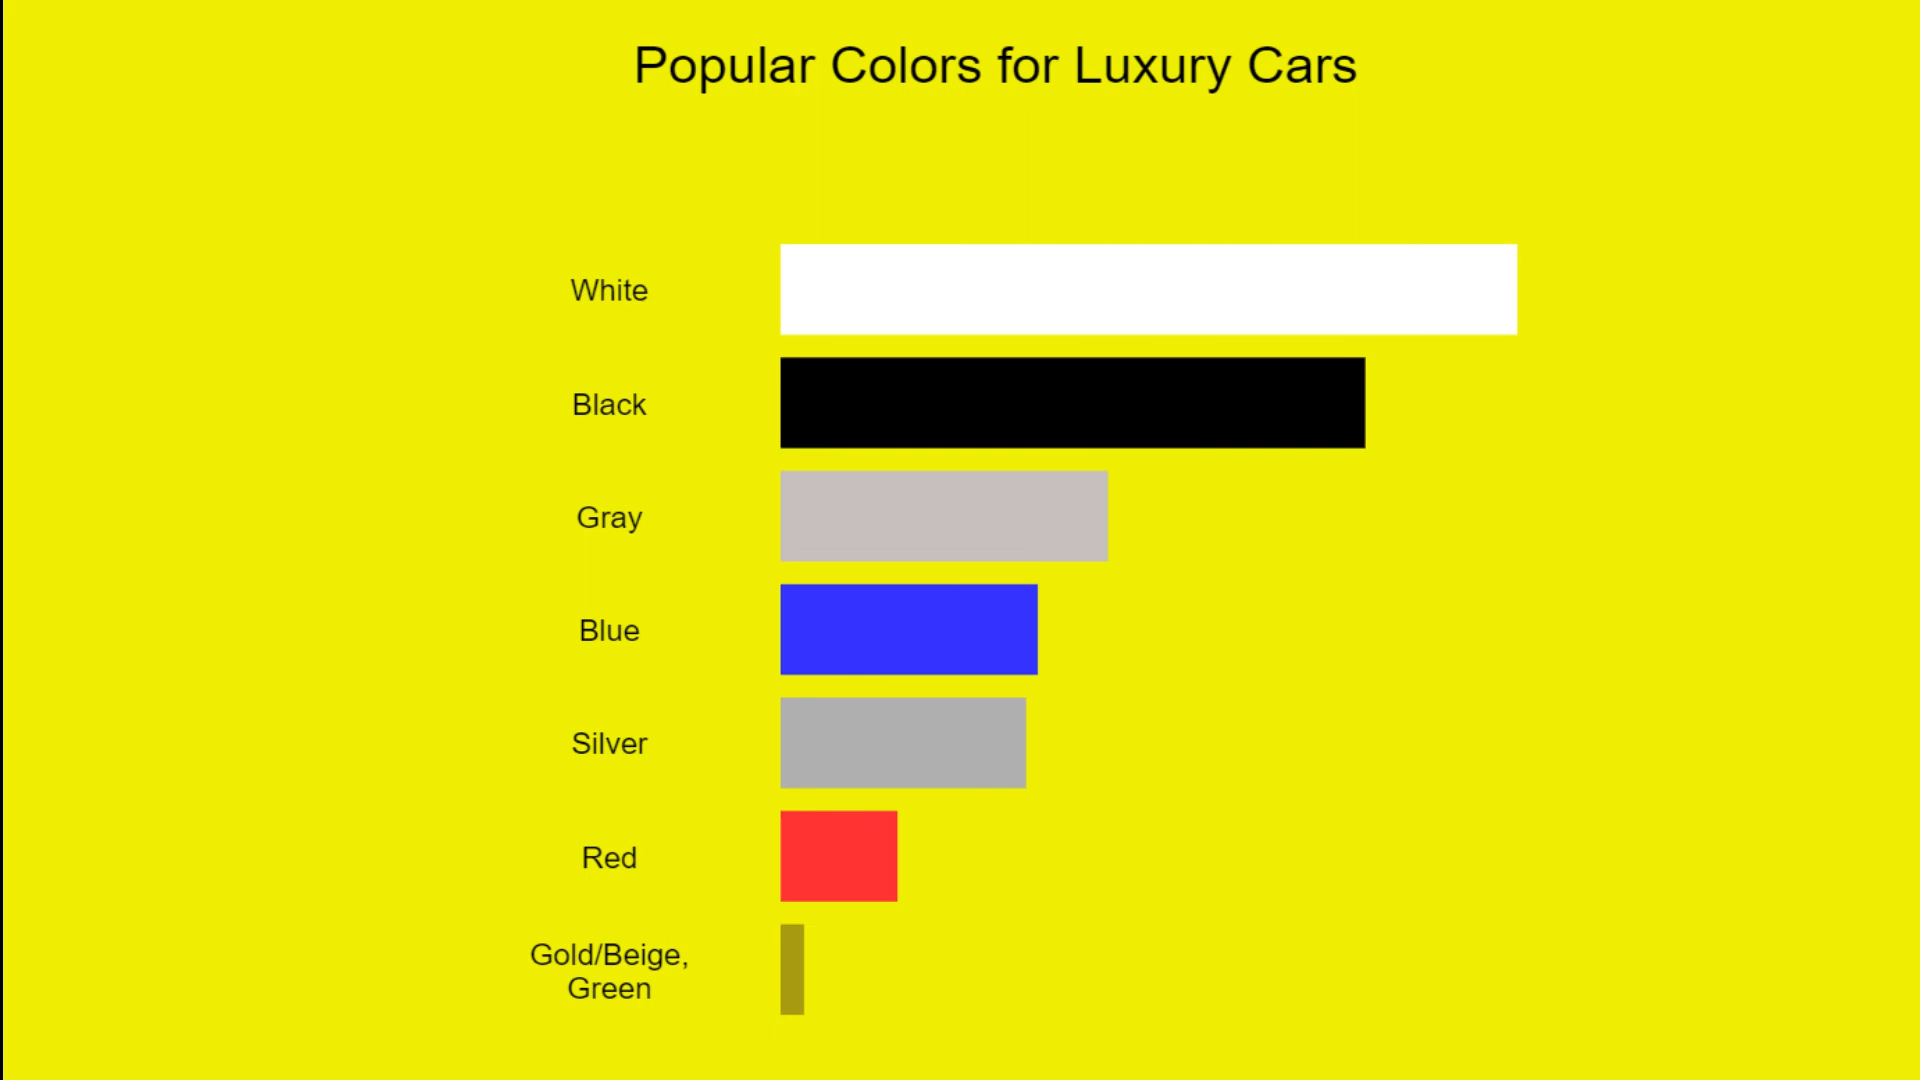 Popular Colors for Luxury Cars
White
Black
Gray
Blue
Silver
Red
Gold/Beige,
Green